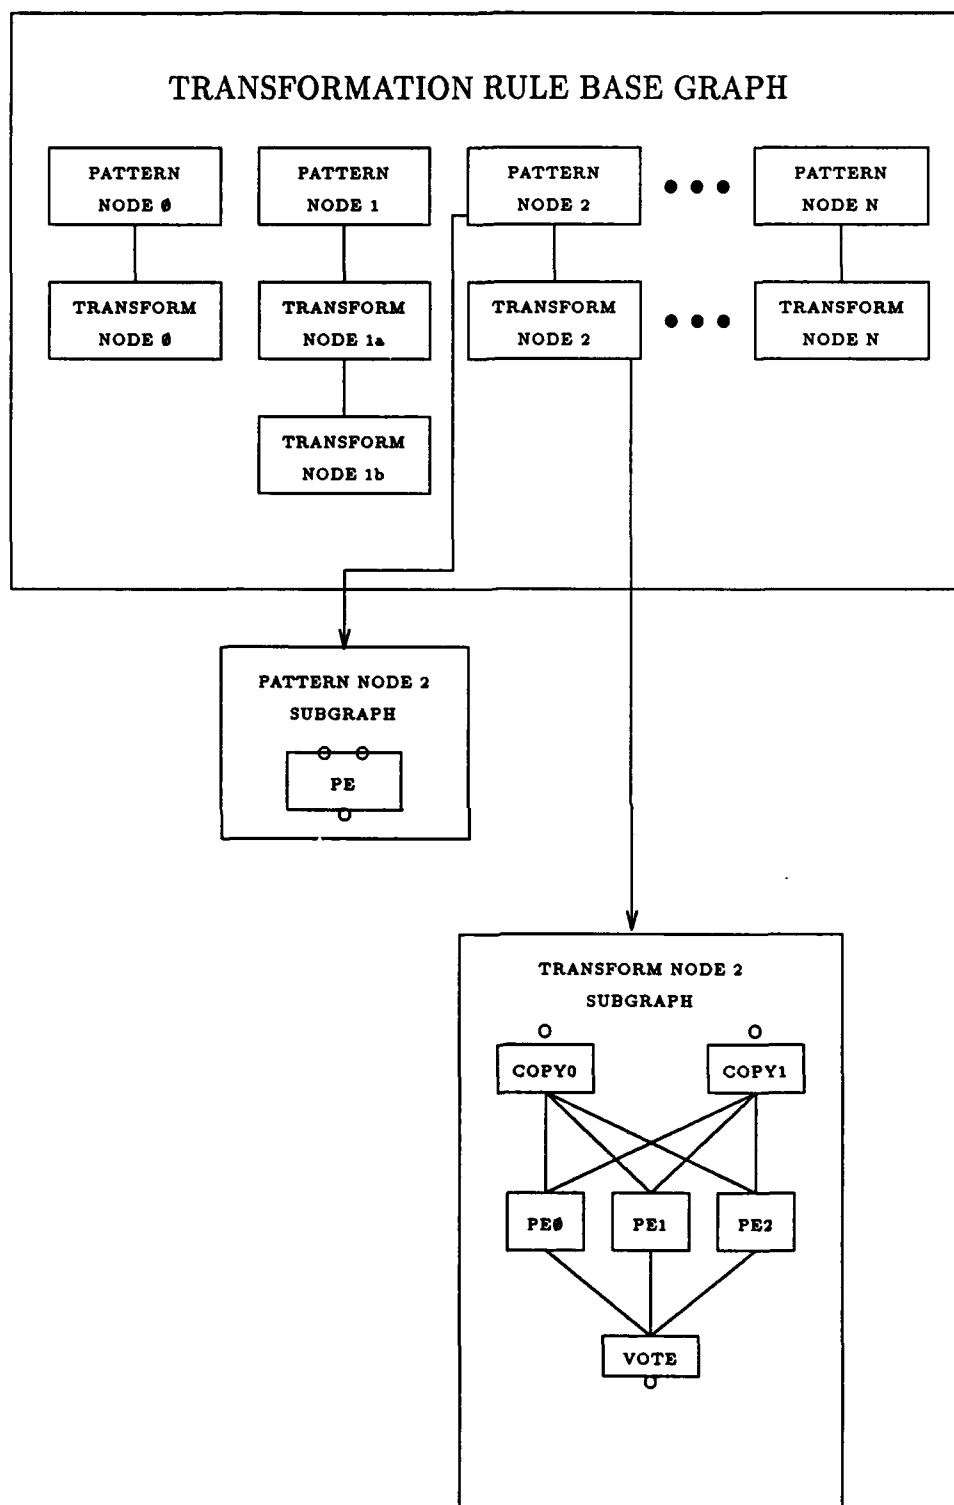 TRANSFORMATION RULE BASE GRAPH
PATTERN
NODE 0
PATTERN
NODE 1
PATTERN
NODE 2
PATTERN
NODE N
TRANSFORM
NODE 0
TRANSFORM
NODE 1a
TRANSFORM
NODE 2
TRANSFORM
NODE N
TRANSFORM
NODE 1b
PATTERN NODE 2
SUBGRAPH
PE
TRANSFORM NODE 2
SUBGRAPH
COPY0
COPY1
PE0
PE1
PE2
VOTE